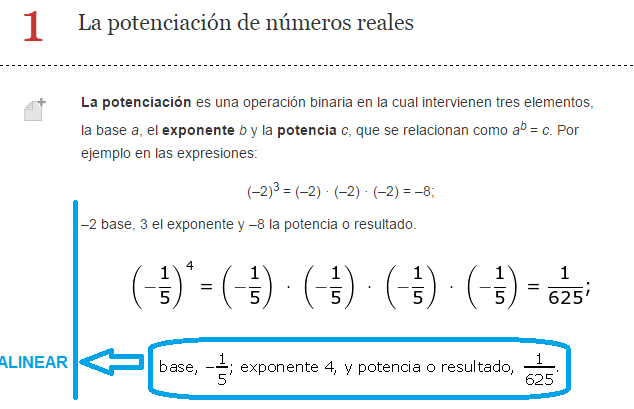 1 La potenciación de números reales
La potenciación es una operación binaria en la cual intervienen tres elementos,
la base a, el exponente b y la potencia c, que se relacionan como a^b = c. Por
ejemplo en las expresiones:
(–2)^3 = (–2) · (–2) · (–2) = –8;
–2 base, 3 el exponente y –8 la potencia o resultado.
(−1/5)^4 = (−1/5) · (−1/5) · (−1/5) · (−1/5) = 1/625;
ALINEAR
base, −1/5; exponente 4, y potencia o resultado, 1/625.